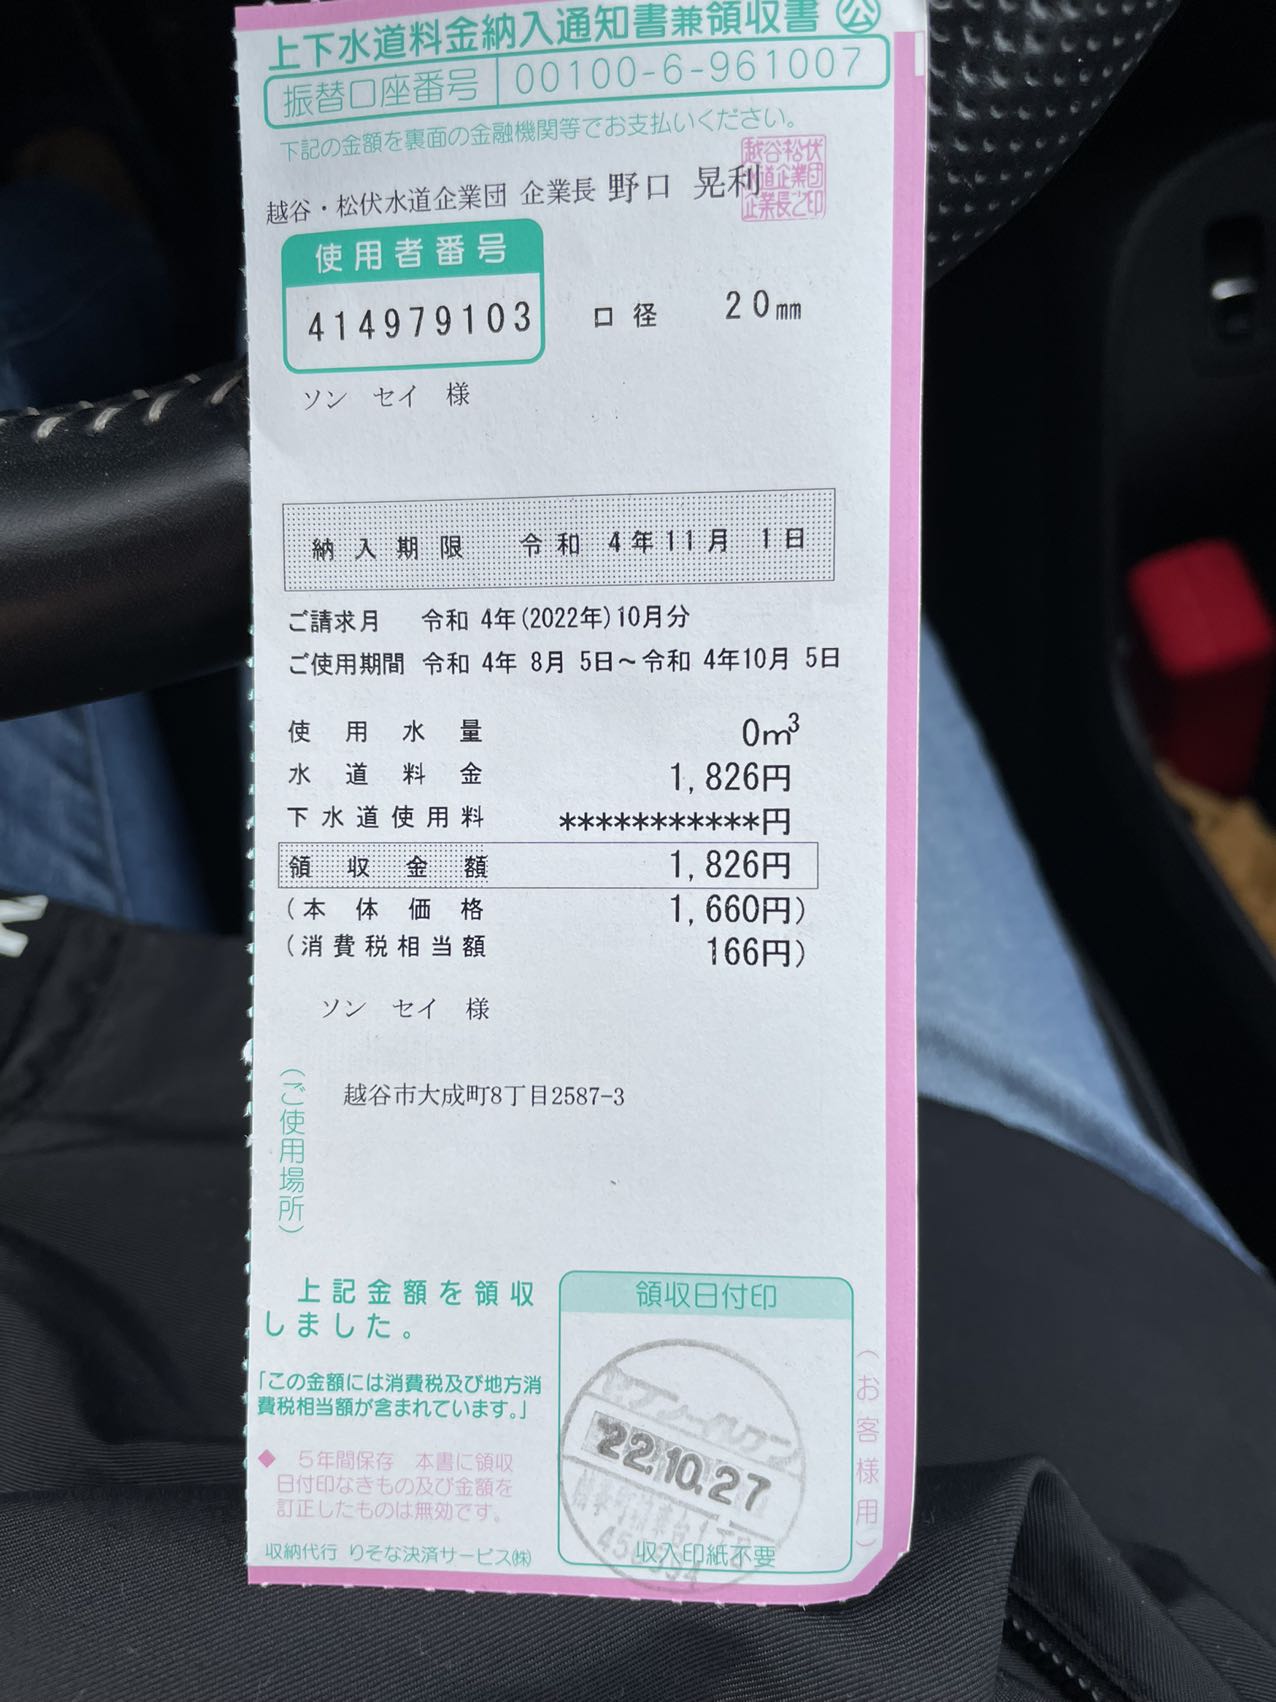 上下水道料金納入通知書兼領収書 公
振替口座番号 00100-6-961007
下記の金額を裏面の金融機関等でお支払いください。
越谷・松伏水道企業団 企業長 野口 晃利
越谷松伏
水道企業団
企業長之印
使用者番号
414979103 口径 20mm
ソン セイ 様
納入期限 令和 4年11月 1日
ご請求月 令和 4年(2022年)10月分
ご使用期間 令和 4年 8月 5日～令和 4年10月 5日
使用水量 0m³
水道料金 1,826円
下水道使用料 ***********円
領収金額 1,826円
(本体価格 1,660円)
(消費税相当額 166円)
ソン セイ 様
(ご使用場所)
越谷市大成町8丁目2587-3
上記金額を領収
しました。
「この金額には消費税及び地方消
費税相当額が含まれています。」
◆ 5年間保存 本書に領収
日付印なきもの及び金額を
訂正したものは無効です。
収納代行 りそな決済サービス㈱
領収日付印
セブン-イレブン
22.10.27
収入印紙不要
(お客様用)